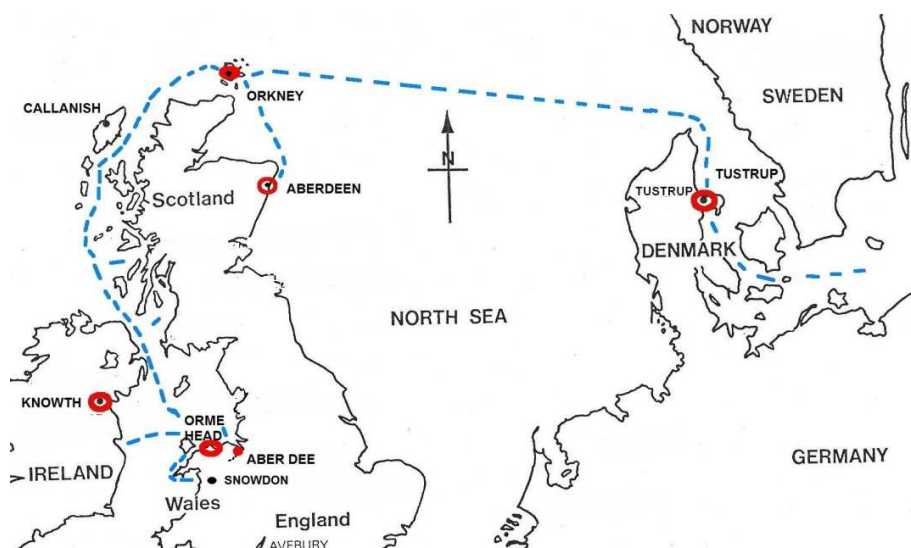 NORWAY
SWEDEN
CALLANISH
ORKNEY
N
Scotland
ABERDEEN
TUSTRUP
TUSTRUP
DENMARK
NORTH SEA
KNOWTH
ORME
HEAD
ABER DEE
IRELAND
SNOWDON
GERMANY
Wales
England
AVEBURY